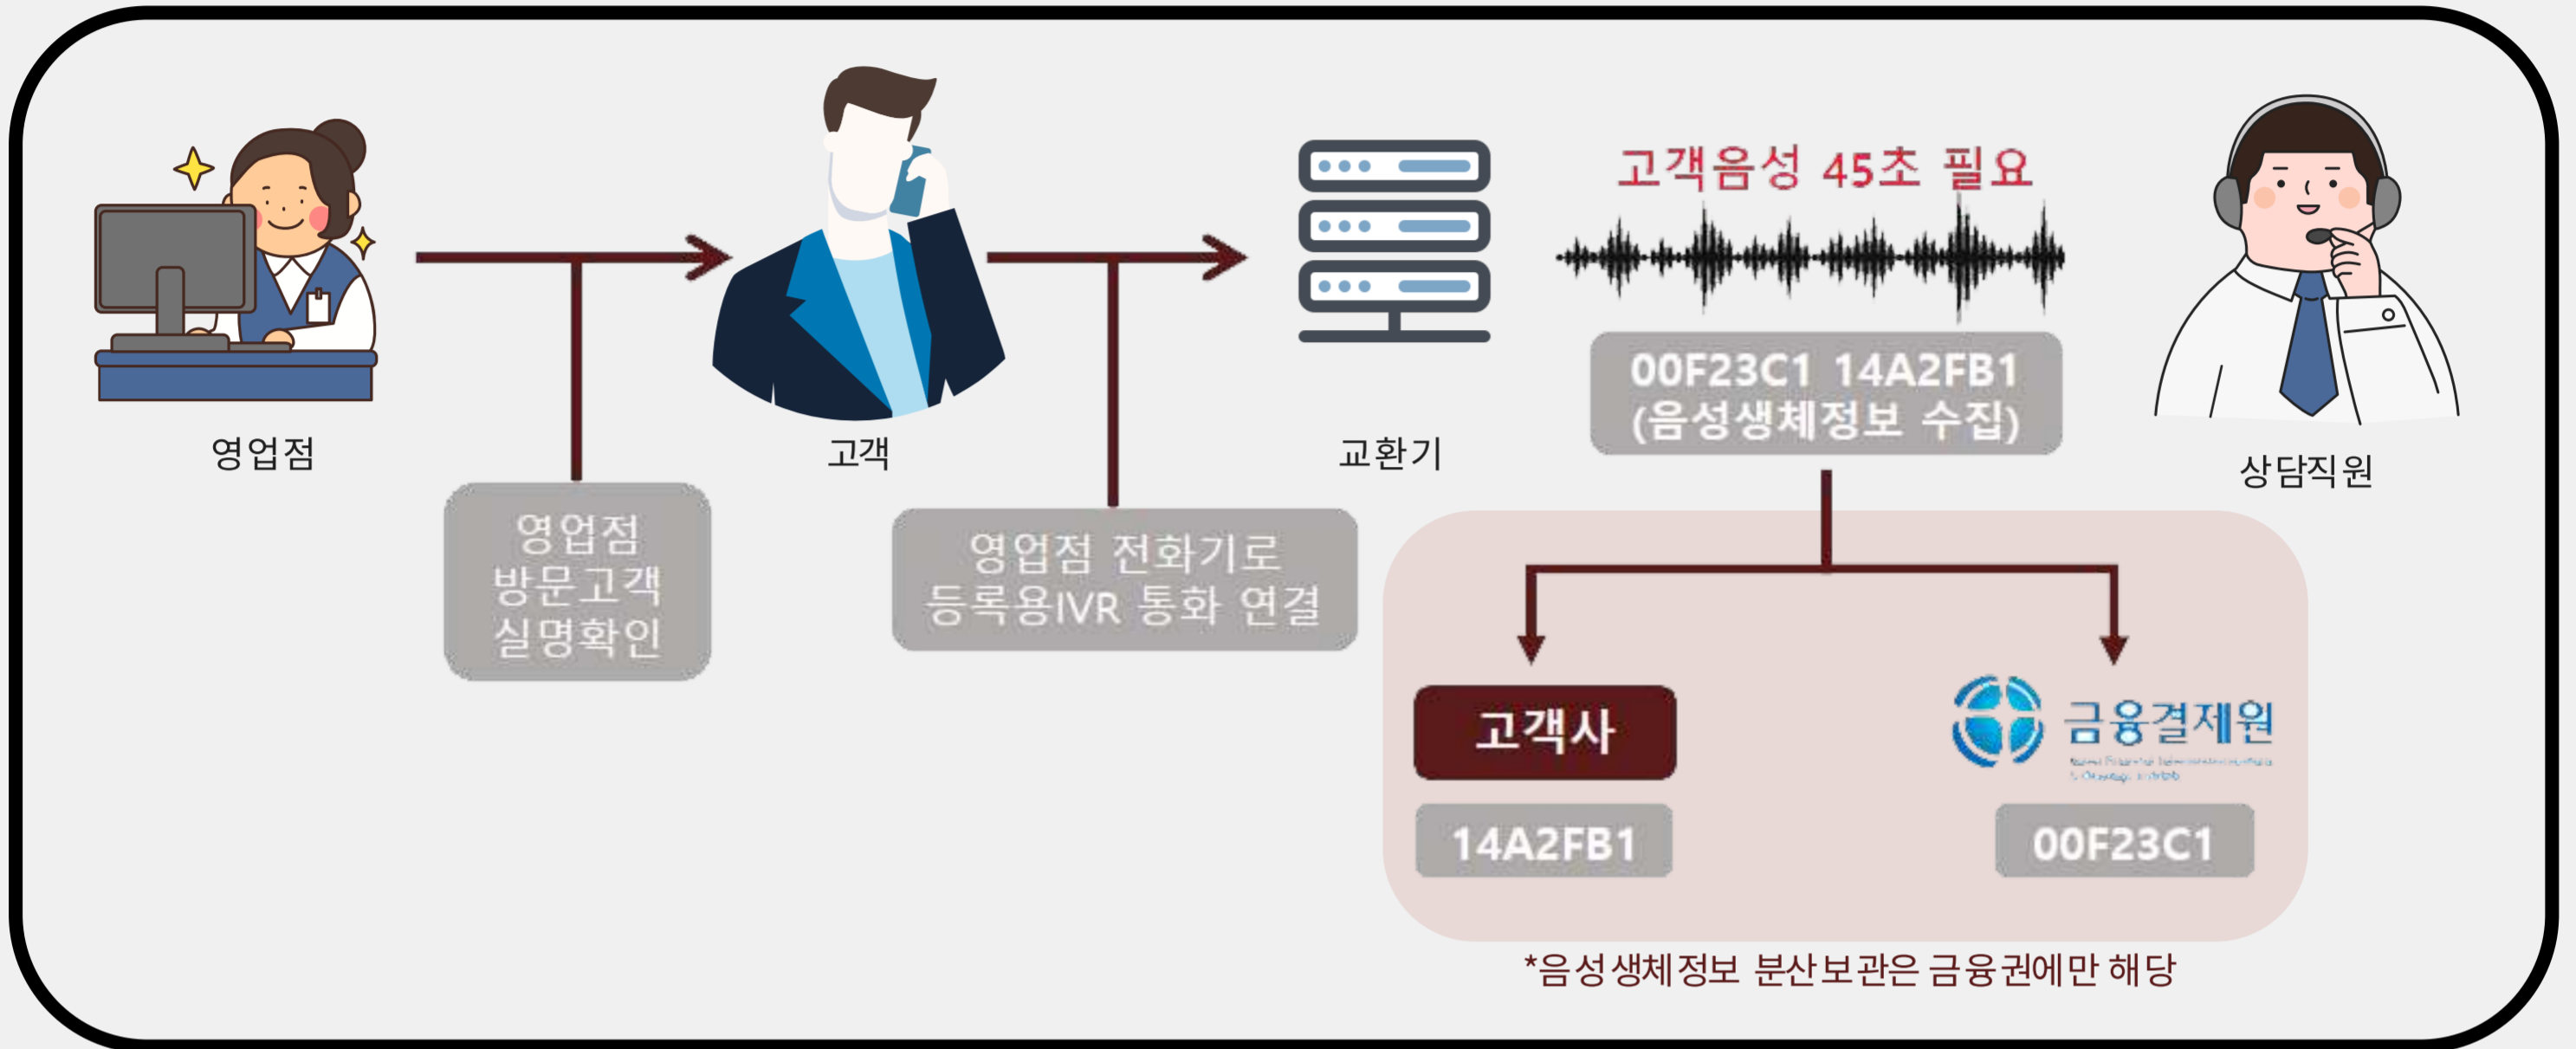 고객음성 45초 필요
00F23C1 14A2FB1
(음성생체정보 수집)
영업점
고객
교환기
상담직원
영업점
방문고객
실명확인
영업점 전화기로
등록용IVR 통화 연결
고객사
금융결제원
14A2FB1
00F23C1
*음성생체정보 분산보관은 금융권에만 해당